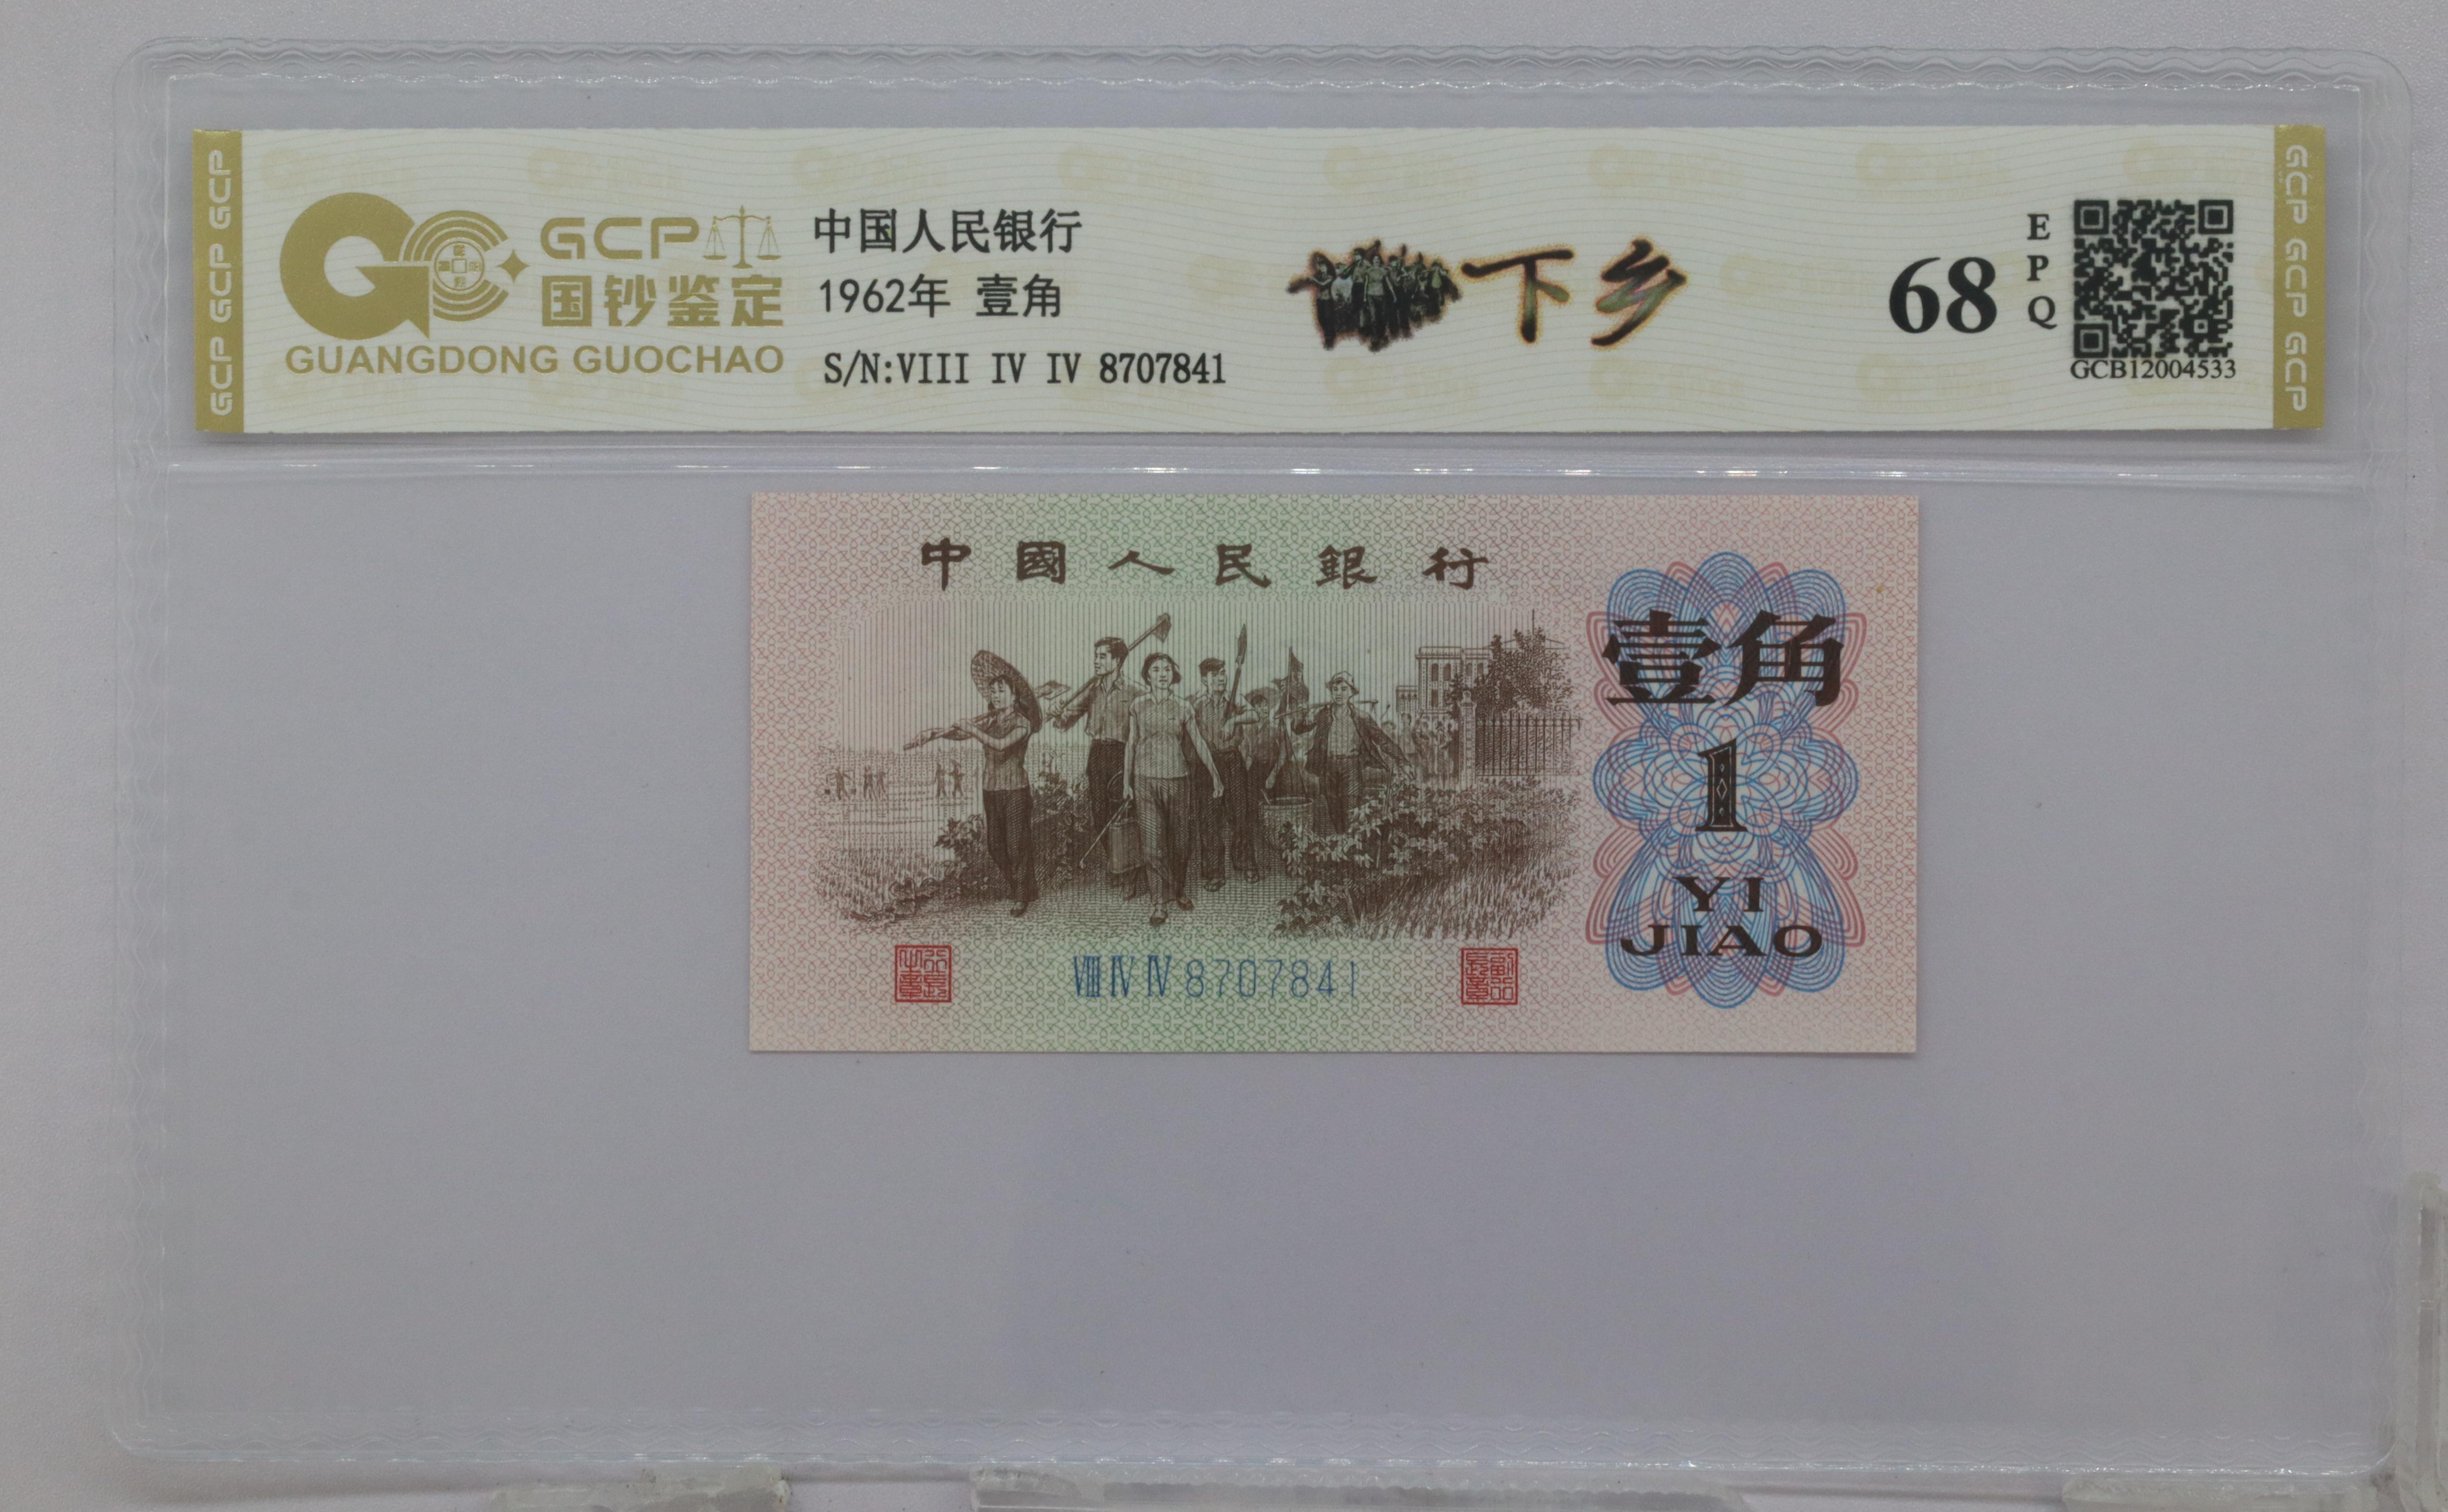 GCP GCP GCP
GCP
国钞鉴定
GUANGDONG GUOCHAO
中国人民银行
1962年 壹角
S/N:VIII IV IV 8707841
下乡
68
EPQ
GCB12004533
GCP GCP GCP
中國人民銀行
壹角
1
YI
JIAO
VIII IV IV 8707841